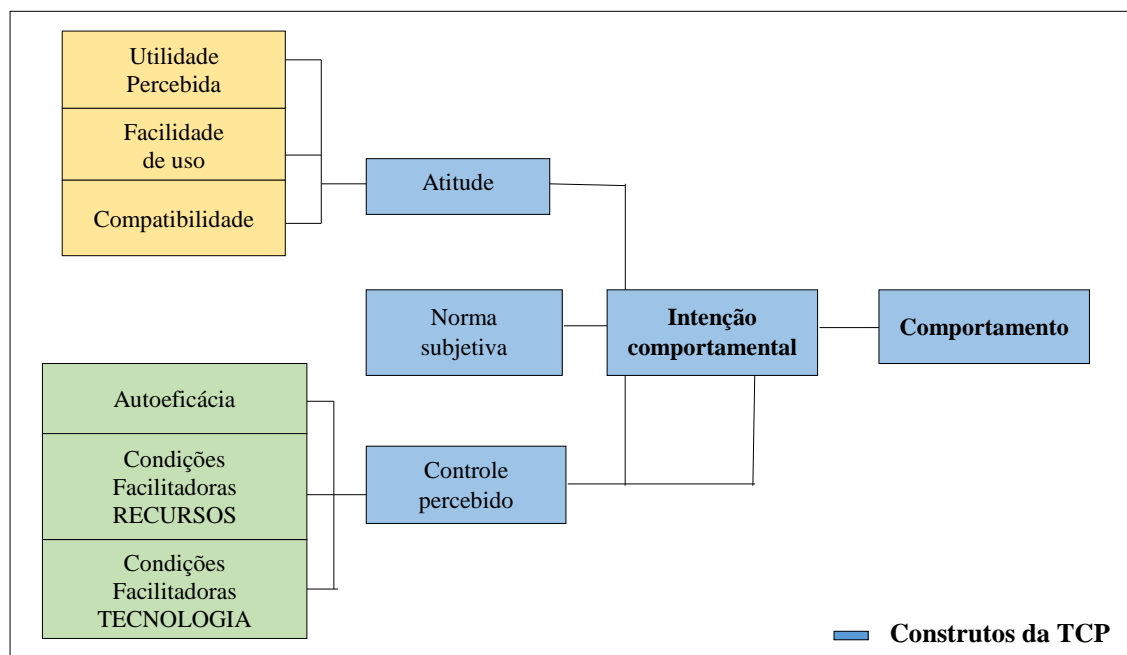 Utilidade
Percebida
Facilidade
de uso
Compatibilidade
Atitude
Norma
subjetiva
Intenção
comportamental
Comportamento
Autoeficácia
Condições
Facilitadoras
RECURSOS
Condições
Facilitadoras
TECNOLOGIA
Controle
percebido
Construtos da TCP